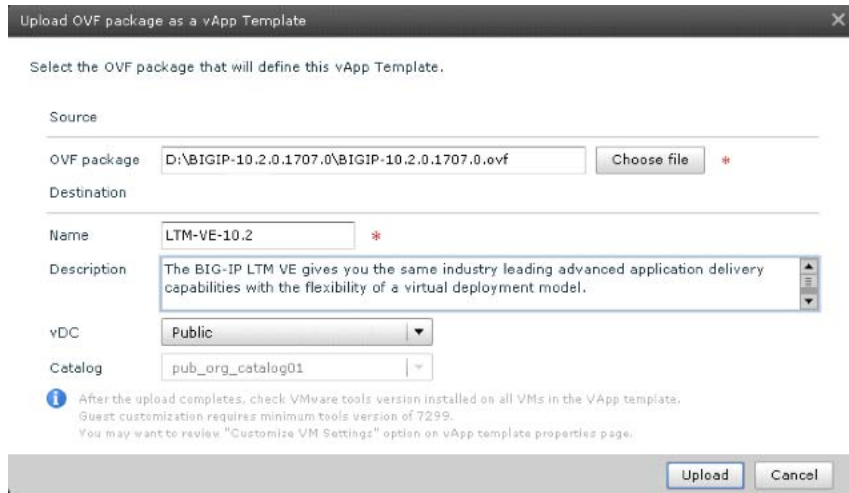 Upload OVF package as a vApp Template
Select the OVF package that will define this vApp Template.
Source
OVF package D:\BIGIP-10.2.0.1707.0\BIGIP-10.2.0.1707.0.ovf Choose file *
Destination
Name LTM-VE-10.2 *
Description The BIG-IP LTM VE gives you the same industry leading advanced application delivery
capabilities with the flexibility of a virtual deployment model.
vDC Public
Catalog pub_org_catalog01
After the upload completes, check VMware tools version installed on all VMs in the VApp template.
Guest customization requires minimum tools version of 7299.
You may want to review "Customize VM Settings" option on vApp template properties page.
Upload Cancel